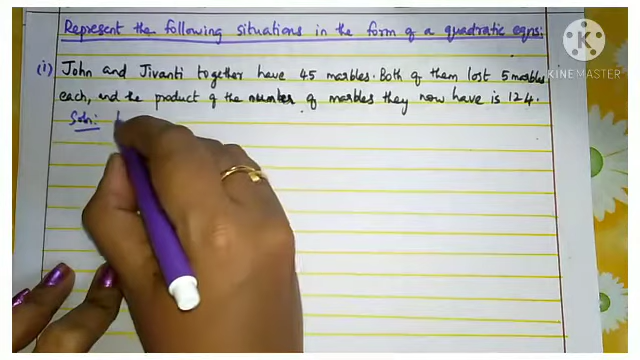 Represent the following situations in the form of a quadratic eqns:
(i) John and Jivanti together have 45 marbles. Both of them lost 5 marbles
each, and the product of the number of marbles they now have is 124.
Soln:
K
KINEMASTER